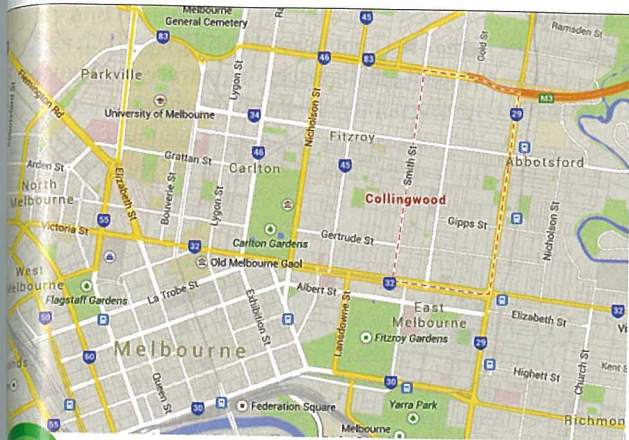 Melbourne
General Cemetery
83
45
46
83
Gold St
Ramsden St
Parkville
Flemington Rd
University of Melbourne
Lygon St
34
Nicholson St
M3
29
Fitzroy
Smith St
Abbotsford
Grattan St
46
Carlton
45
Arden St
North
Melbourne
Elizabeth St
Bouverie St
Lygon St
Collingwood
Gipps St
Nicholson St
55
Victoria St
Carlton Gardens
Gertrude St
32
Old Melbourne Gaol
West
Melbourne
Flagstaff Gardens
La Trobe St
Exhibition St
Albert St
Lansdowne St
32
East
Melbourne
Elizabeth St
32
50
Melbourne
Fitzroy Gardens
29
60
Queen St
Highett St
Church St
Kent
30
Yarra Park
30
Federation Square
Richmon
55
Melbourne